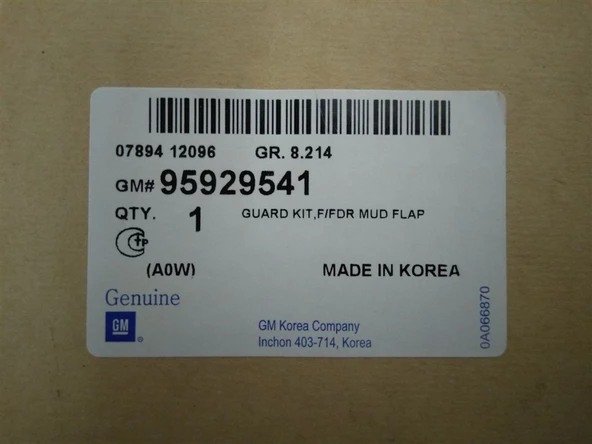 07894 12096 GR. 8.214
GM# 95929541
QTY. 1 GUARD KIT,F/FDR MUD FLAP
(A0W) MADE IN KOREA
Genuine
GM
GM Korea Company
Inchon 403-714, Korea
0A066870